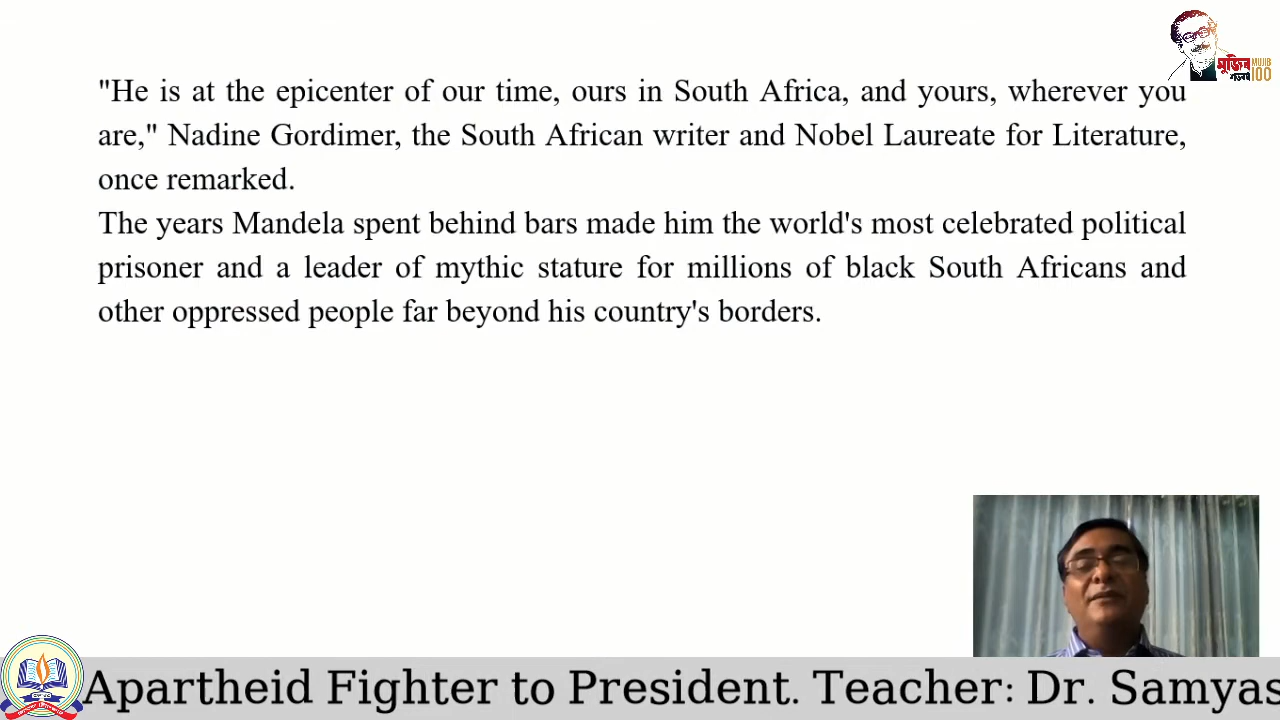 "He is at the epicenter of our time, ours in South Africa, and yours, wherever you
are," Nadine Gordimer, the South African writer and Nobel Laureate for Literature,
once remarked.
The years Mandela spent behind bars made him the world's most celebrated political
prisoner and a leader of mythic stature for millions of black South Africans and
other oppressed people far beyond his country's borders.
মুজিব
শতবর্ষ
MUJIB
100
Apartheid Fighter to President. Teacher: Dr. Samyas